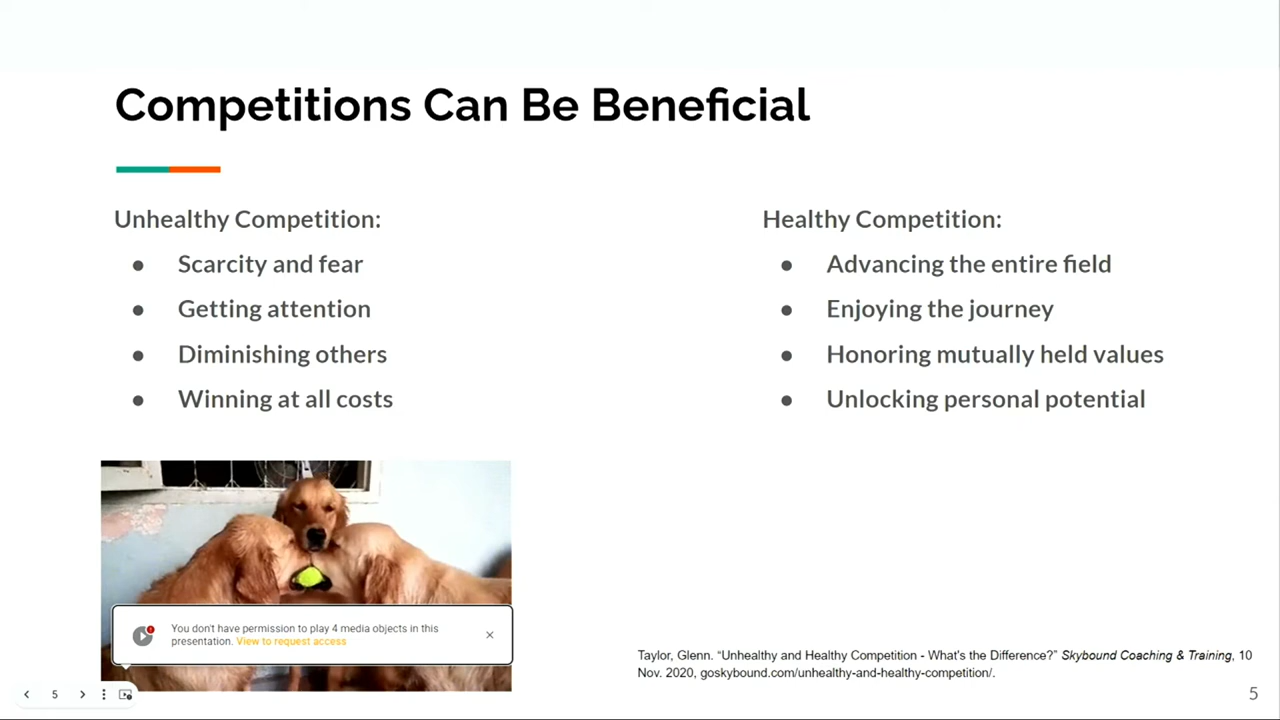 Competitions Can Be Beneficial
Unhealthy Competition:
● Scarcity and fear
● Getting attention
● Diminishing others
● Winning at all costs
Healthy Competition:
● Advancing the entire field
● Enjoying the journey
● Honoring mutually held values
● Unlocking personal potential
You don't have permission to play 4 media objects in this
presentation. View to request access
Taylor, Glenn. “Unhealthy and Healthy Competition - What's the Difference?” Skybound Coaching & Training, 10
Nov. 2020, goskybound.com/unhealthy-and-healthy-competition/.
5
5